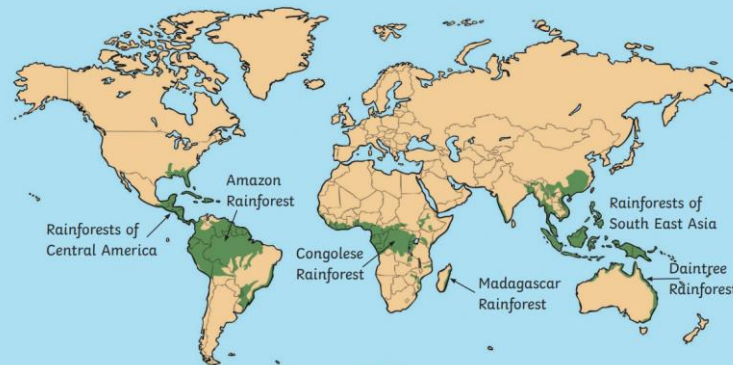 Amazon
Rainforest
Rainforests of
Central America
Congolese
Rainforest
Madagascar
Rainforest
Rainforests of
South East Asia
Daintree
Rainforest